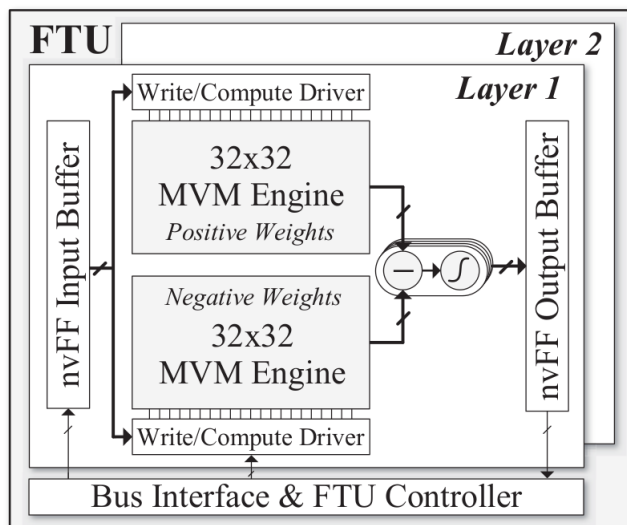 FTU
Layer 2
Layer 1
Write/Compute Driver
nvFF Input Buffer
32x32
MVM Engine
Positive Weights
Negative Weights
32x32
MVM Engine
Write/Compute Driver
−
∫
nvFF Output Buffer
Bus Interface & FTU Controller